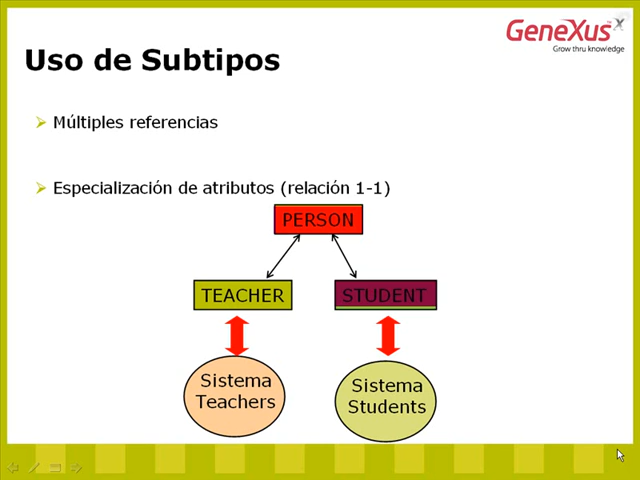 GeneXus
Grow thru knowledge
Uso de Subtipos
Múltiples referencias
Especialización de atributos (relación 1-1)
PERSON
TEACHER
STUDENT
Sistema
Teachers
Sistema
Students